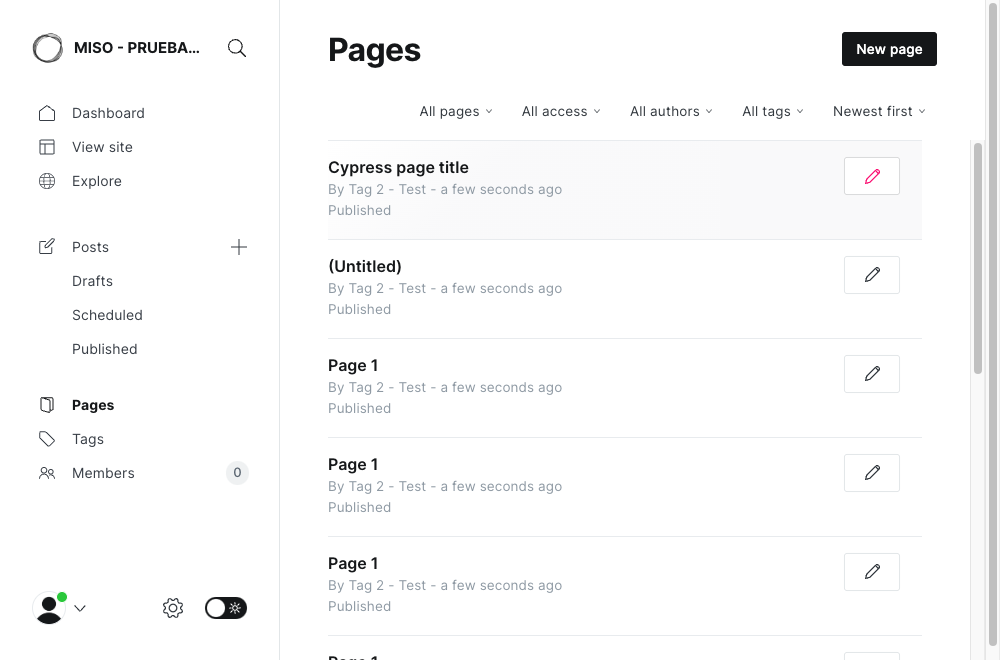 MISO - PRUEBA...
Dashboard
View site
Explore
Posts
Drafts
Scheduled
Published
Pages
Tags
Members 0
Pages
New page
All pages All access All authors All tags Newest first
Cypress page title
By Tag 2 - Test - a few seconds ago
Published
(Untitled)
By Tag 2 - Test - a few seconds ago
Published
Page 1
By Tag 2 - Test - a few seconds ago
Published
Page 1
By Tag 2 - Test - a few seconds ago
Published
Page 1
By Tag 2 - Test - a few seconds ago
Published
Page 1